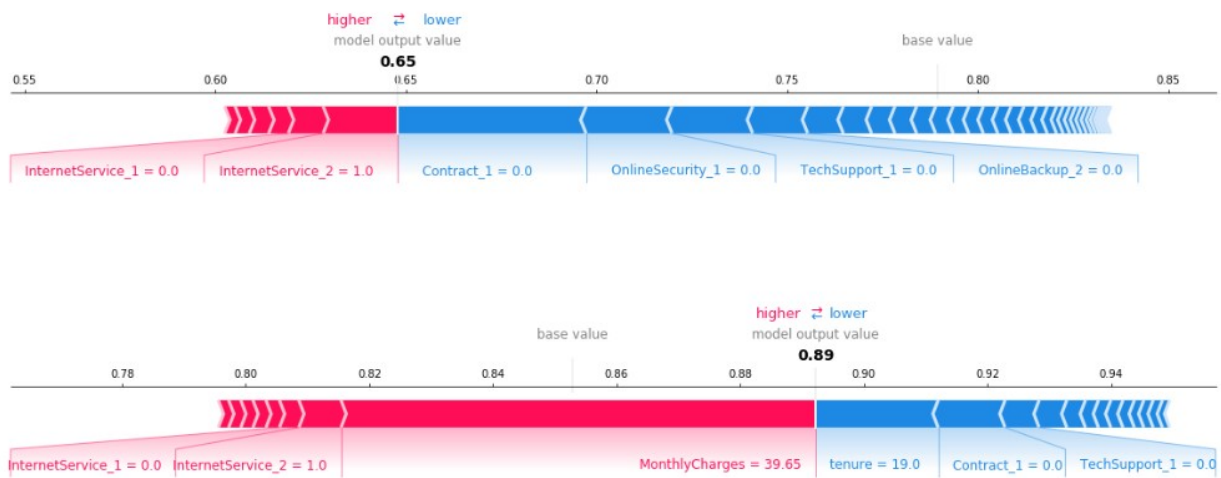 higher ⇄ lower
model output value
base value
0.65
0.55 0.60 0.65 0.70 0.75 0.80 0.85
InternetService_1 = 0.0 InternetService_2 = 1.0 Contract_1 = 0.0 OnlineSecurity_1 = 0.0 TechSupport_1 = 0.0 OnlineBackup_2 = 0.0
higher ⇄ lower
base value model output value
0.89
0.78 0.80 0.82 0.84 0.86 0.88 0.90 0.92 0.94
InternetService_1 = 0.0 InternetService_2 = 1.0 MonthlyCharges = 39.65 tenure = 19.0 Contract_1 = 0.0 TechSupport_1 = 0.0